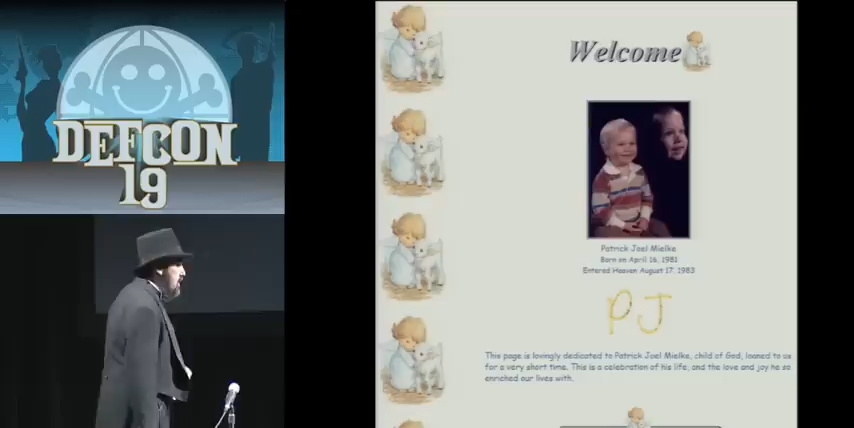 DEFCON
19
Welcome
Patrick Joel Mielke
Born on April 16, 1981
Entered Heaven August 17, 1983
PJ
This page is lovingly dedicated to Patrick Joel Mielke, child of God, loaned to us
for a very short time. This is a celebration of his life, and the love and joy he so
enriched our lives with.